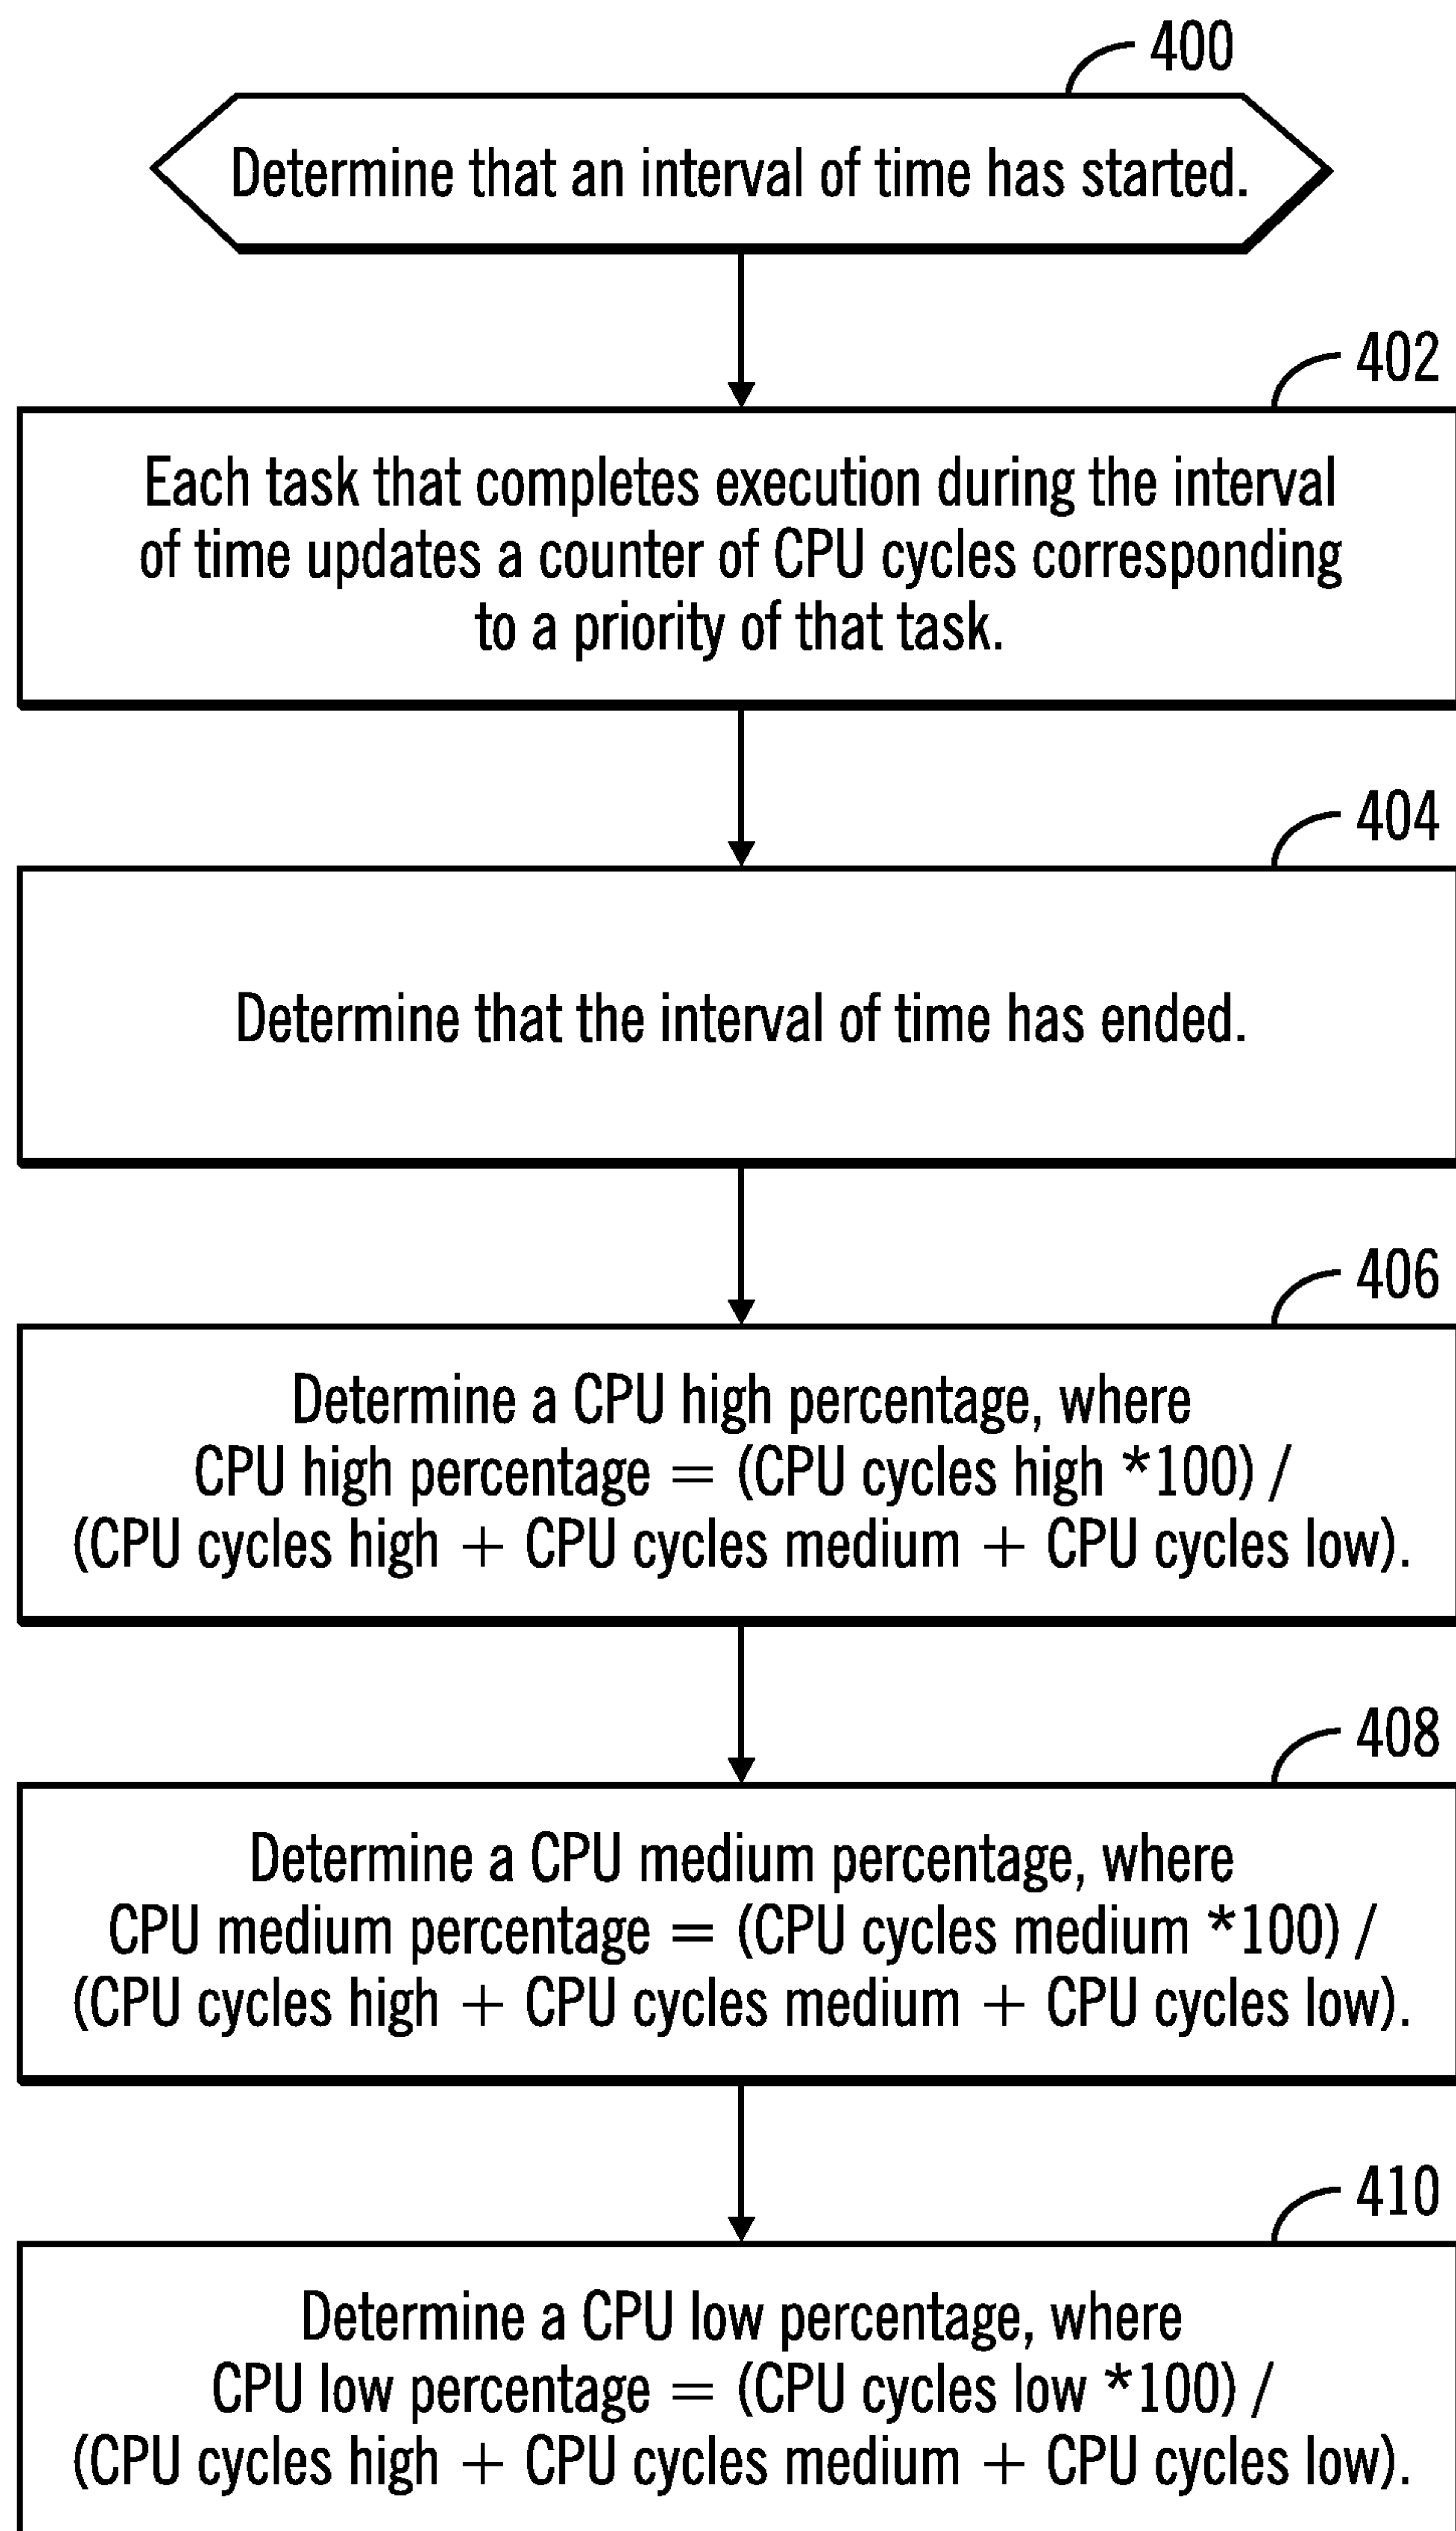 400
Determine that an interval of time has started.
402
Each task that completes execution during the interval
of time updates a counter of CPU cycles corresponding
to a priority of that task.
404
Determine that the interval of time has ended.
406
Determine a CPU high percentage, where
CPU high percentage = (CPU cycles high *100) /
(CPU cycles high + CPU cycles medium + CPU cycles low).
408
Determine a CPU medium percentage, where
CPU medium percentage = (CPU cycles medium *100) /
(CPU cycles high + CPU cycles medium + CPU cycles low).
410
Determine a CPU low percentage, where
CPU low percentage = (CPU cycles low *100) /
(CPU cycles high + CPU cycles medium + CPU cycles low).